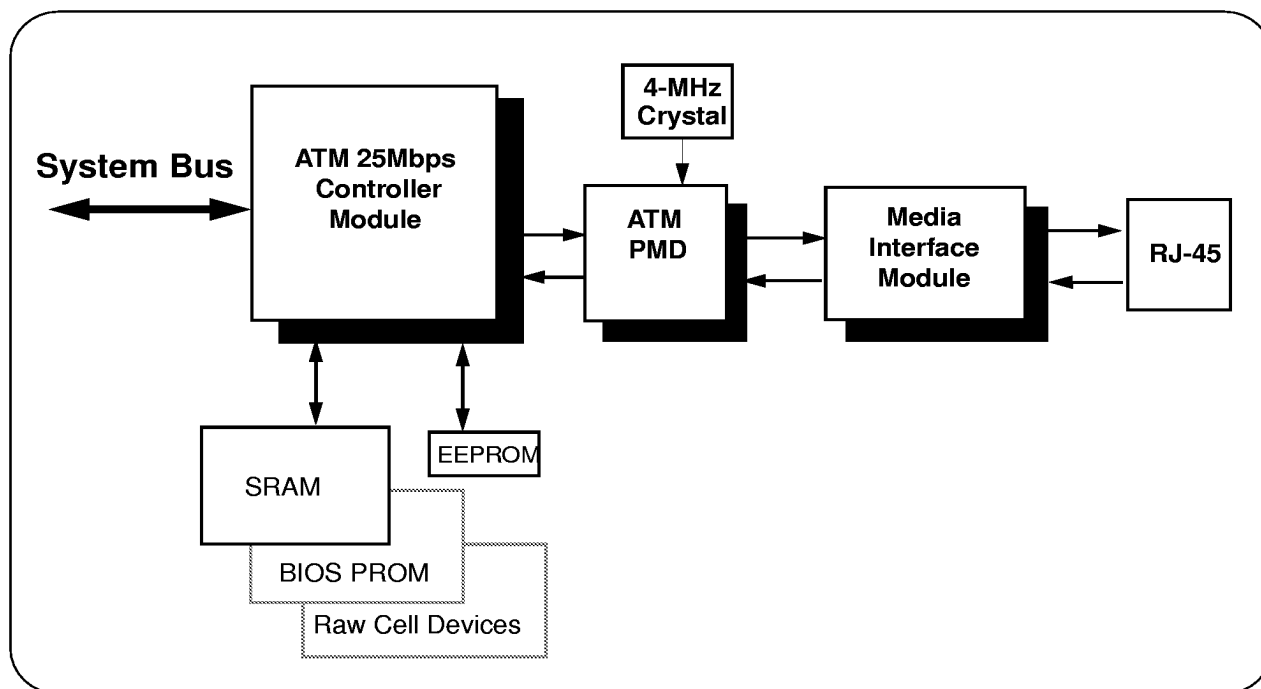 4-MHz
Crystal
System Bus
ATM 25Mbps
Controller
Module
ATM
PMD
Media
Interface
Module
RJ-45
EEPROM
SRAM
BIOS PROM
Raw Cell Devices